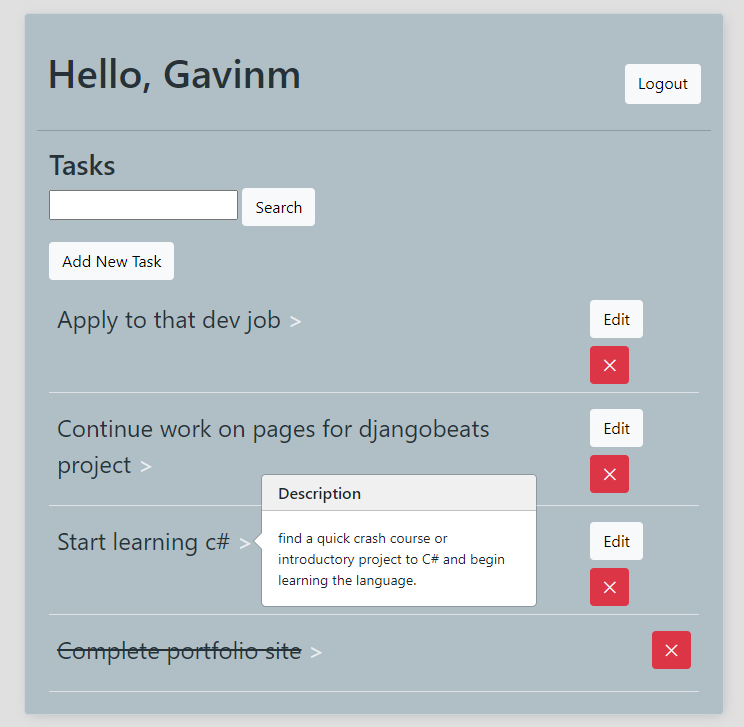 Hello, Gavinm
Logout
Tasks
Search
Add New Task
Apply to that dev job >
Edit
Continue work on pages for djangobeats
project >
Edit
Start learning c# >
Description
find a quick crash course or
introductory project to C# and begin
learning the language.
Edit
Complete portfolio site >